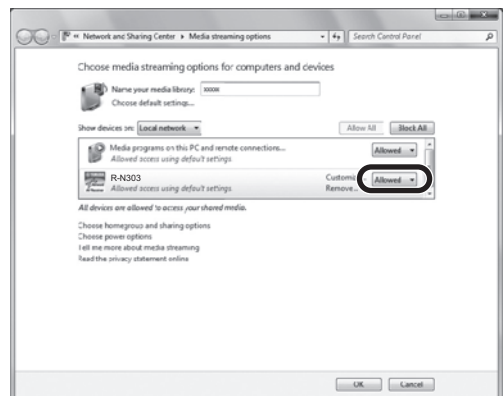 « Network and Sharing Center ▸ Media streaming options
Search Control Panel
Choose media streaming options for computers and devices
Name your media library: xxxxx
Choose default settings...
Show devices on: Local network
Allow All
Block All
Media programs on this PC and remote connections...
Allowed access using default settings.
Allowed
R-N303
Allowed access using default settings.
Remove...
Allowed
All devices are allowed to access your shared media.
Choose homegroup and sharing options
Choose power options
Tell me more about media streaming
Read the privacy statement online
OK
Cancel